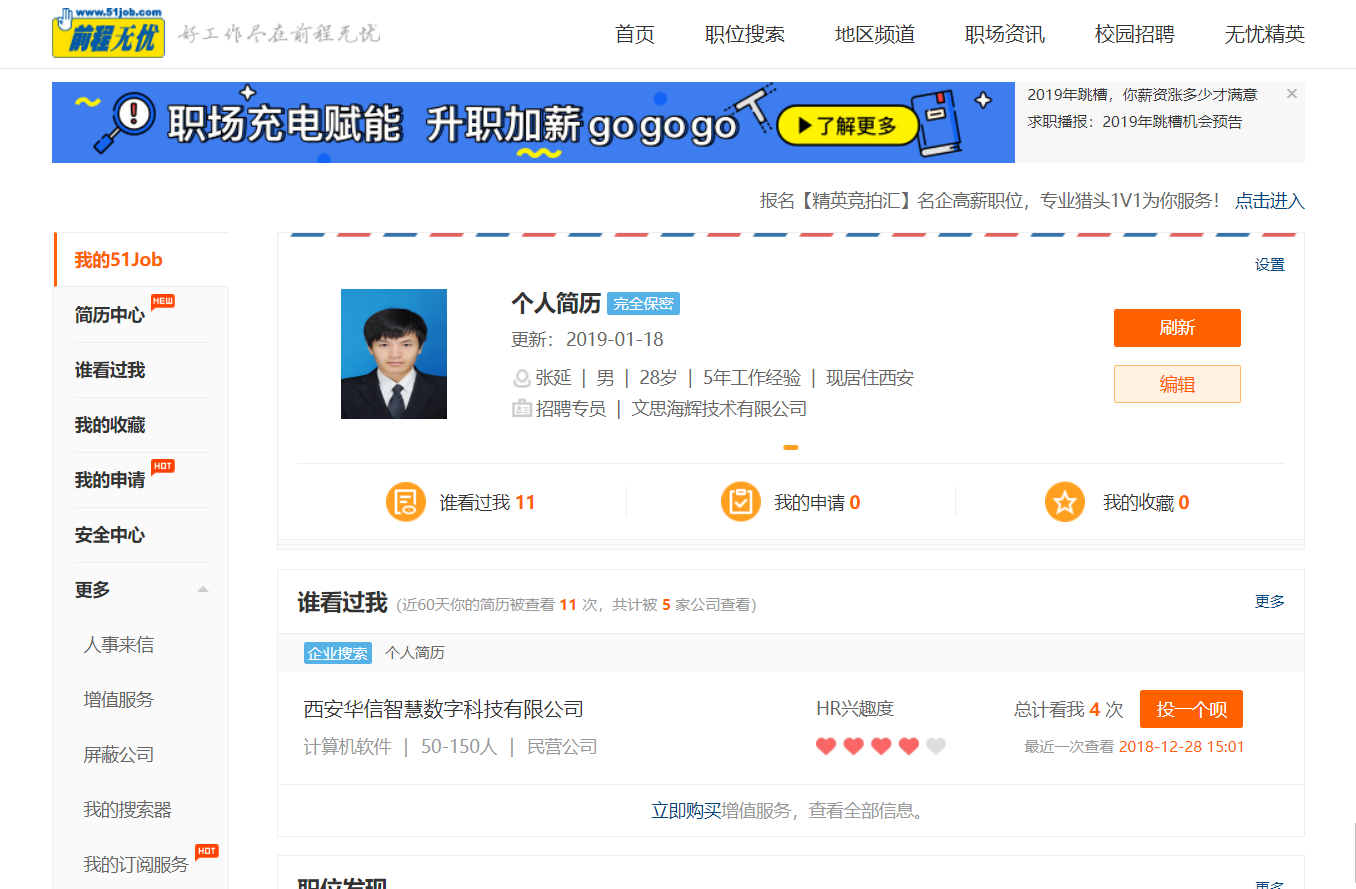 www.51job.com
前程无忧
好工作尽在前程无忧
首页 职位搜索 地区频道 职场资讯 校园招聘 无忧精英
职场充电赋能 升职加薪gogogo 了解更多
2019年跳槽，你薪资涨多少才满意
求职播报：2019年跳槽机会预告
报名【精英竞拍汇】名企高薪职位，专业猎头1V1为你服务！ 点击进入
我的51Job
简历中心 NEW
谁看过我
我的收藏
我的申请 HOT
安全中心
更多
人事来信
增值服务
屏蔽公司
我的搜索器
我的订阅服务 HOT
设置
个人简历 完全保密
更新：2019-01-18
张延 | 男 | 28岁 | 5年工作经验 | 现居住西安
招聘专员 | 文思海辉技术有限公司
刷新
编辑
谁看过我 11 我的申请 0 我的收藏 0
谁看过我 (近60天你的简历被查看 11 次，共计被 5 家公司查看) 更多
企业搜索 个人简历
西安华信智慧数字科技有限公司 HR兴趣度 总计看我 4 次 投一个呗
计算机软件 | 50-150人 | 民营公司 最近一次查看 2018-12-28 15:01
立即购买增值服务，查看全部信息。
职位发现 更多